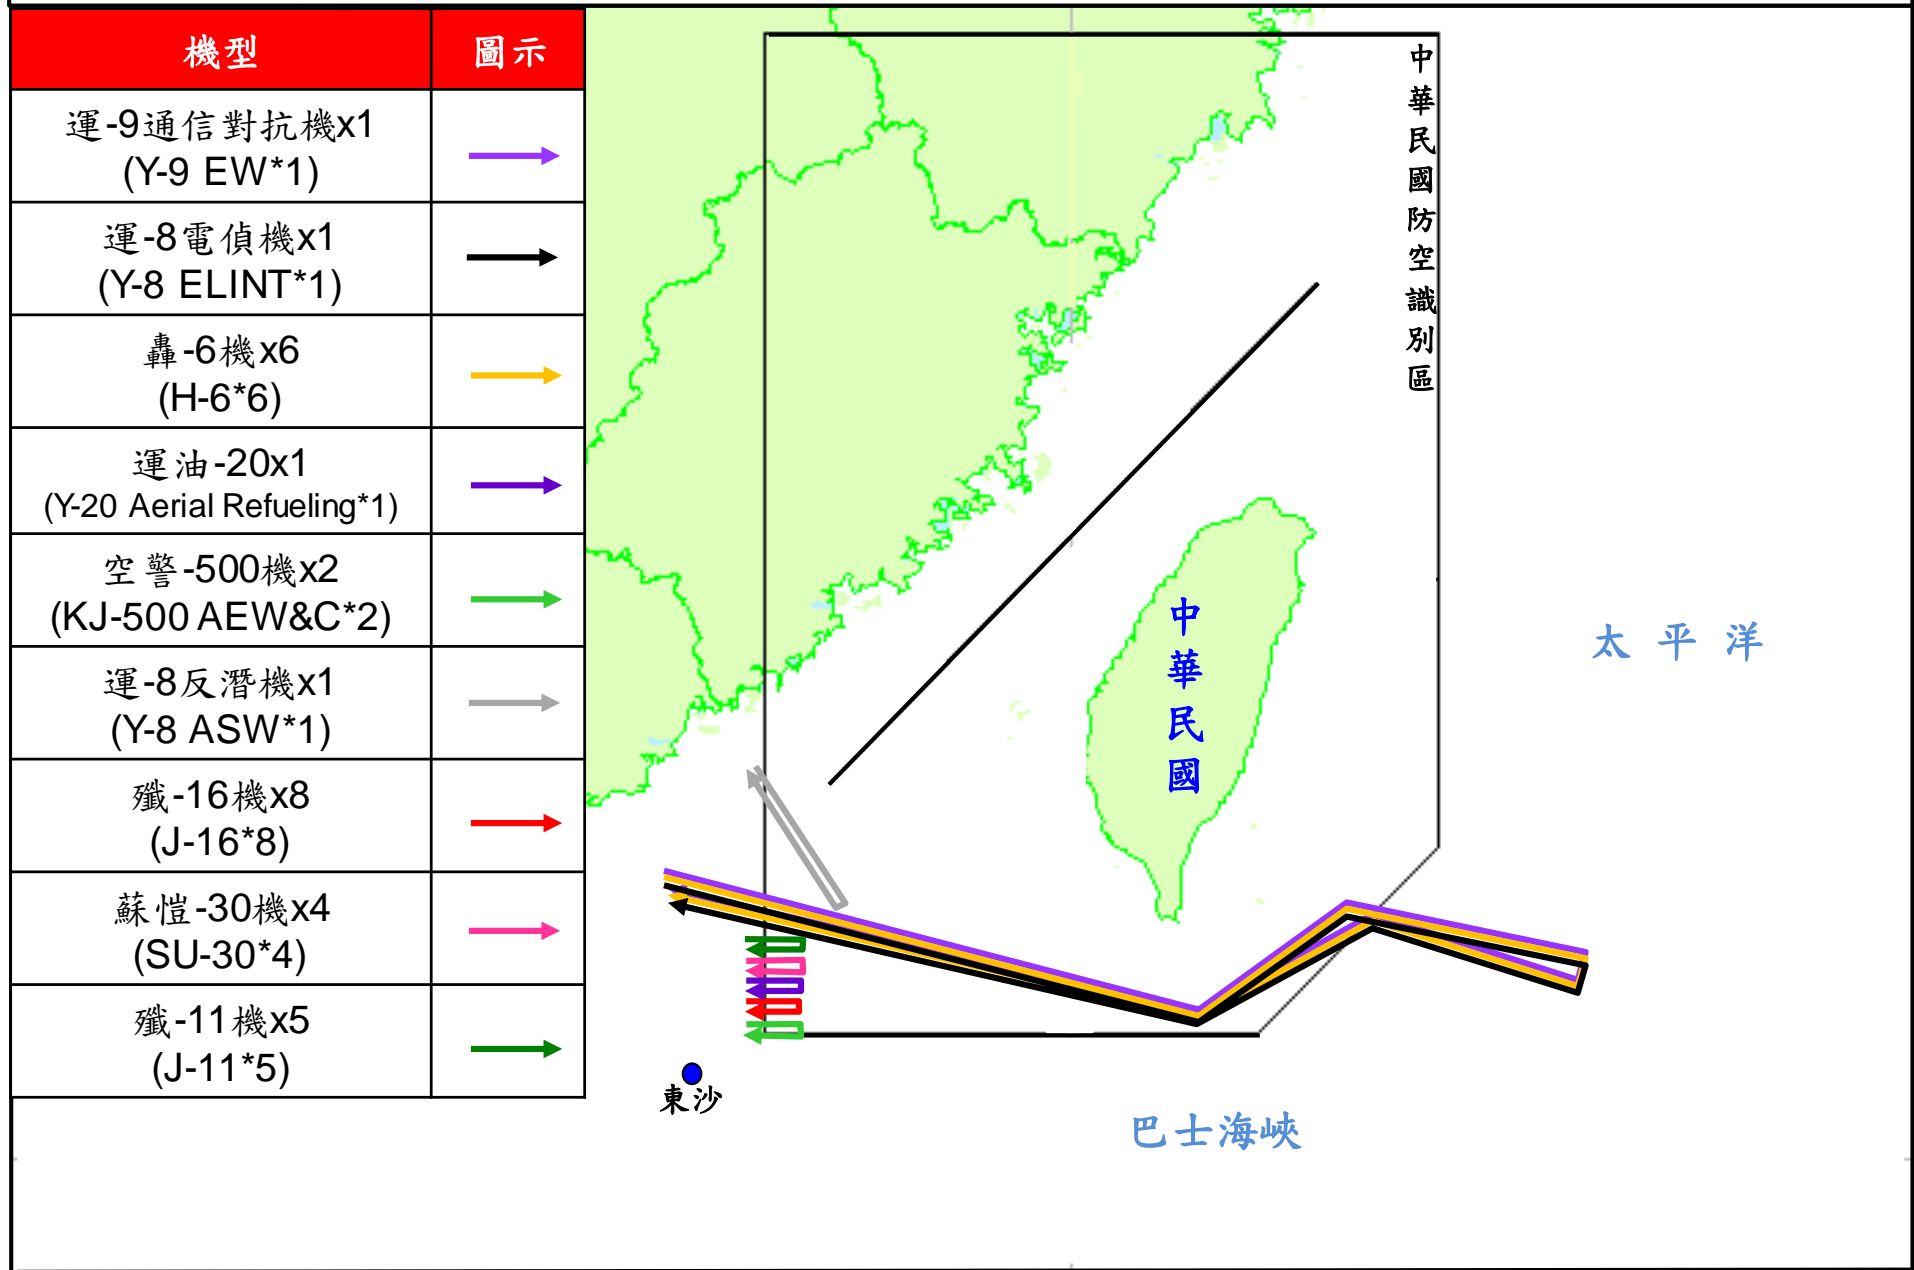 機型
圖示
運-9通信對抗機x1
(Y-9 EW*1)
運-8電偵機x1
(Y-8 ELINT*1)
轟-6機x6
(H-6*6)
運油-20x1
(Y-20 Aerial Refueling*1)
空警-500機x2
(KJ-500 AEW&C*2)
運-8反潛機x1
(Y-8 ASW*1)
殲-16機x8
(J-16*8)
蘇愷-30機x4
(SU-30*4)
殲-11機x5
(J-11*5)
中華民國防空識別區
中華民國
太平洋
東沙
巴士海峽